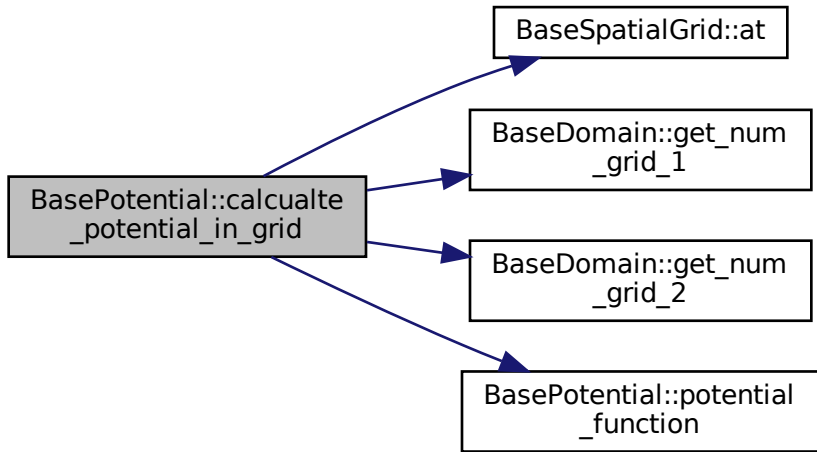 BaseSpatialGrid::at
BaseDomain::get_num
_grid_1
BasePotential::calcualte
_potential_in_grid
BaseDomain::get_num
_grid_2
BasePotential::potential
_function